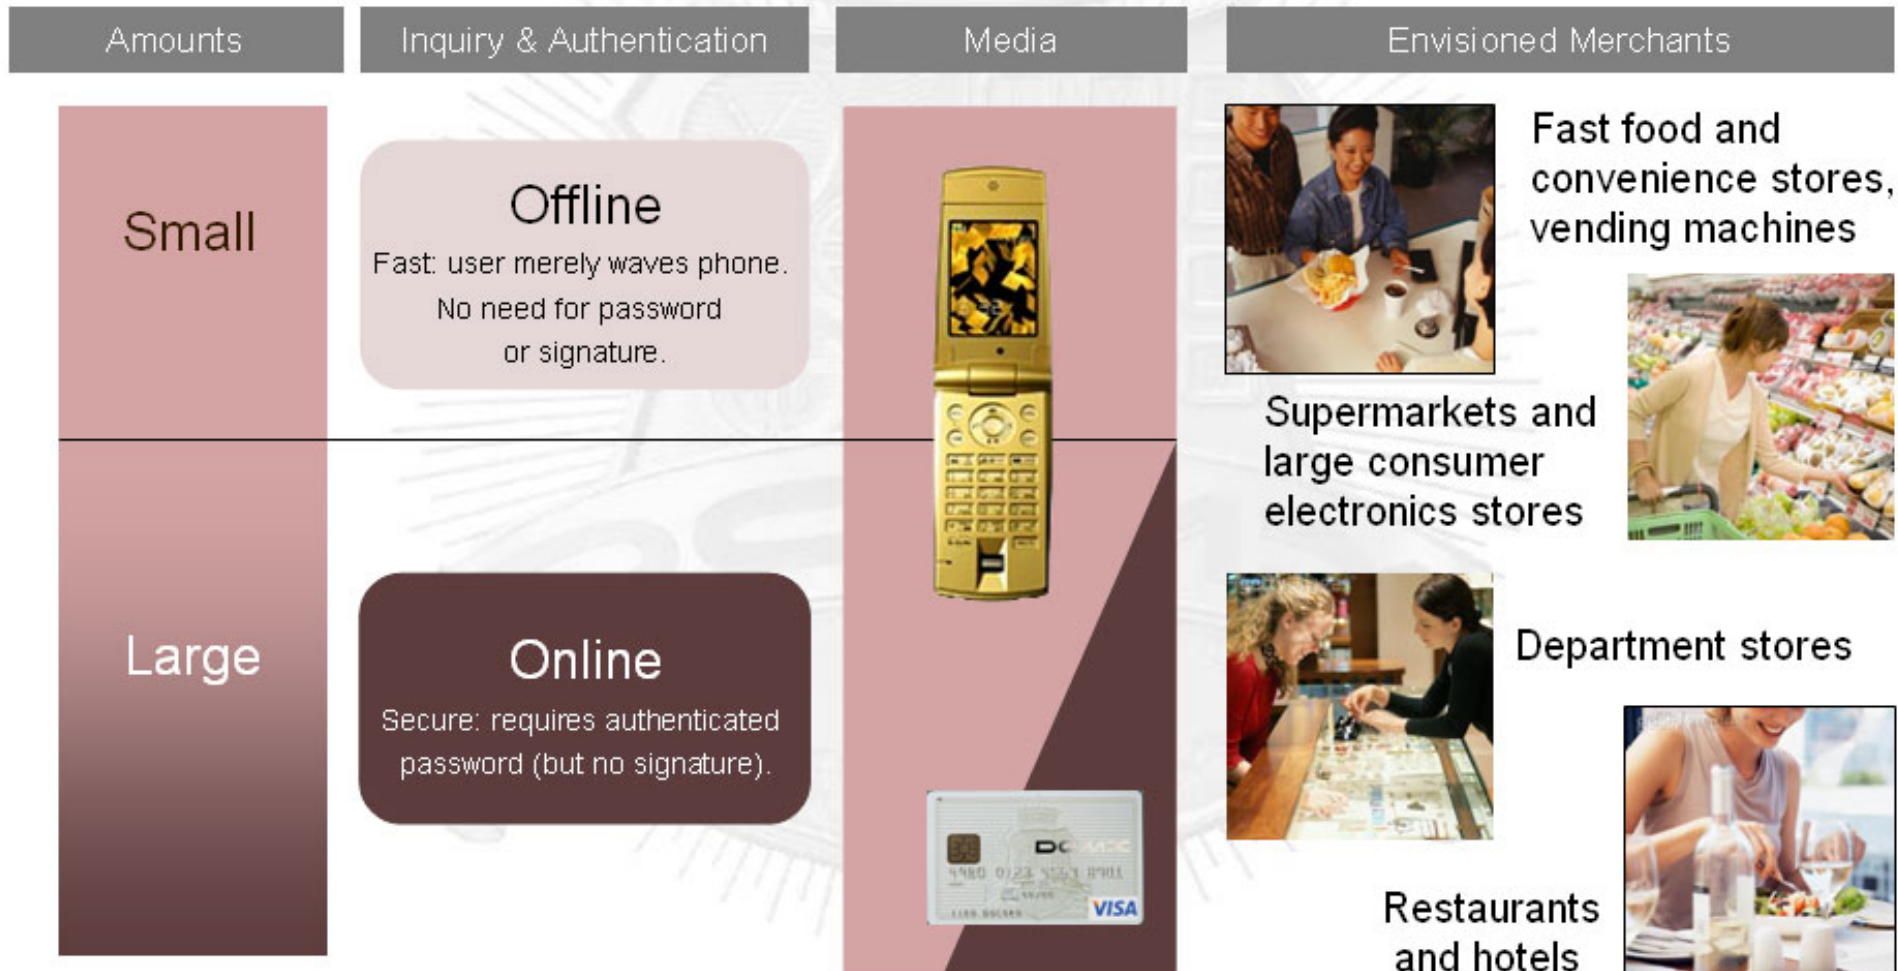 Amounts
Inquiry & Authentication
Media
Envisioned Merchants
Small
Offline
Fast: user merely waves phone.
No need for password
or signature.
Fast food and
convenience stores,
vending machines
Supermarkets and
large consumer
electronics stores
Large
Online
Secure: requires authenticated
password (but no signature).
Department stores
VISA
Restaurants
and hotels